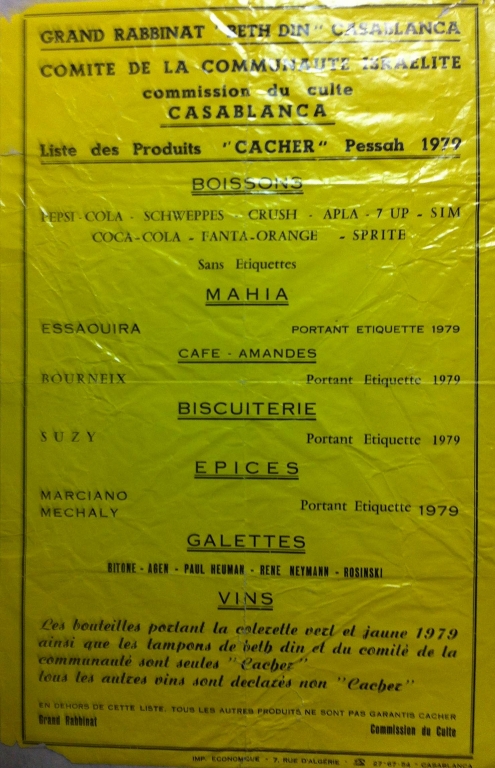 GRAND RABBINAT "BETH DIN" CASABLANCA
COMITE DE LA COMMUNAUTE ISRAELITE
commission du culte
CASABLANCA
Liste des Produits "CACHER" Pessah 1979
BOISSONS
PEPSI-COLA - SCHWEPPES - CRUSH - APLA - 7 UP - SIM
COCA-COLA - FANTA-ORANGE - SPRITE
Sans Etiquettes
MAHIA
ESSAOUIRA PORTANT ETIQUETTE 1979
CAFE - AMANDES
BOURNEIX Portant Etiquette 1979
BISCUITERIE
SUZY Portant Etiquette 1979
EPICES
MARCIANO
MECHALY Portant Etiquette 1979
GALETTES
BITONE - AGEN - PAUL HEUMAN - RENE NEYMANN - ROSINSKI
VINS
Les bouteilles portant la colerette vert et jaune 1979
ainsi que les tampons de beth din et du comité de la
communauté sont seules "Cacher"
tous les autres vins sont declarés non "Cacher"
EN DEHORS DE CETTE LISTE, TOUS LES AUTRES PRODUITS NE SONT PAS GARANTIS CACHER
Grand Rabbinat Commission du Culte
IMP. ECONOMIQUE - 7, RUE D'ALGÉRIE - ☎ 27-67-54 - CASABLANCA